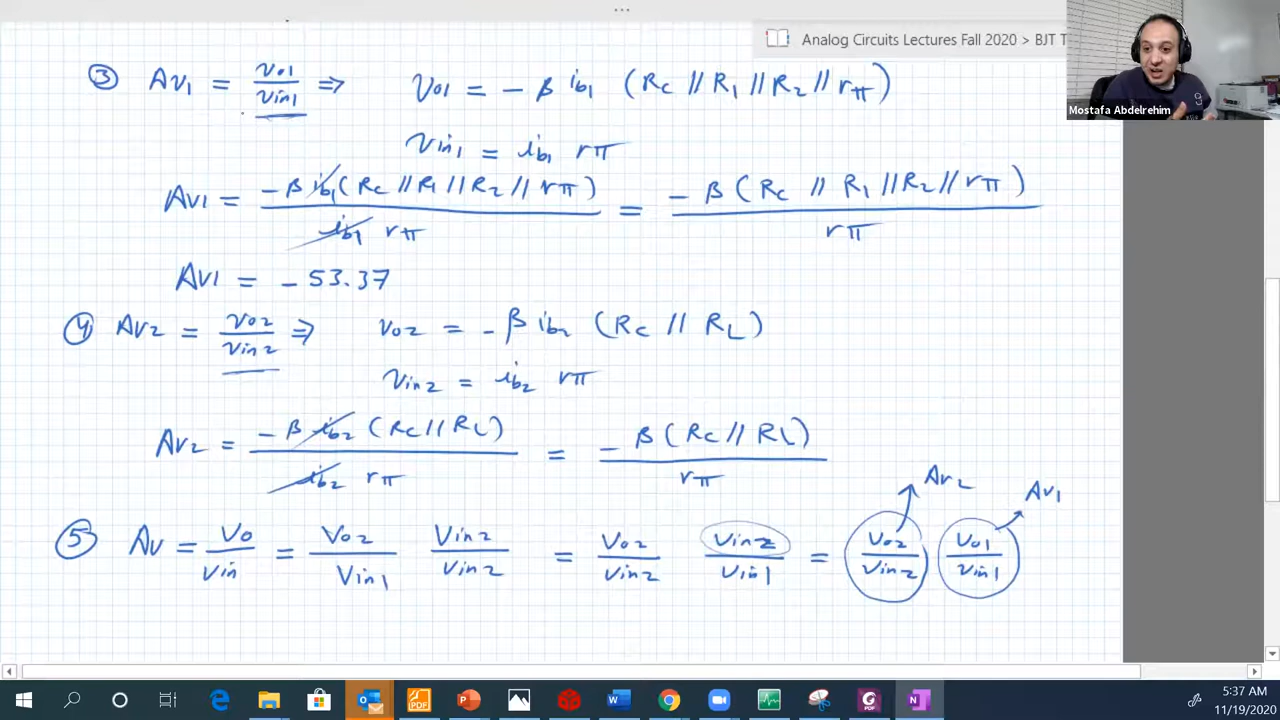 ...
Analog Circuits Lectures Fall 2020 > BJT T
Mostafa Abdelrehim
③ Av1 = vo1/vin1 ⇒ vo1 = - β ib1 (Rc // R1 // R2 // rπ)
vin1 = ib1 rπ
Av1 = - β ib1 (Rc // R1 // R2 // rπ) / ib1 rπ = - β (Rc // R1 // R2 // rπ) / rπ
Av1 = - 53.37
④ Av2 = vo2/vin2 ⇒ vo2 = - β ib2 (Rc // RL)
vin2 = ib2 rπ
Av2 = - β ib2 (Rc // RL) / ib2 rπ = - β (Rc // RL) / rπ
Av2
Av1
⑤ Av = Vo/Vin = Vo2/Vin1 Vin2/Vin2 = Vo2/Vin2 Vin2/Vin1 = Vo2/Vin2 Vo1/Vin1
5:37 AM
11/19/2020